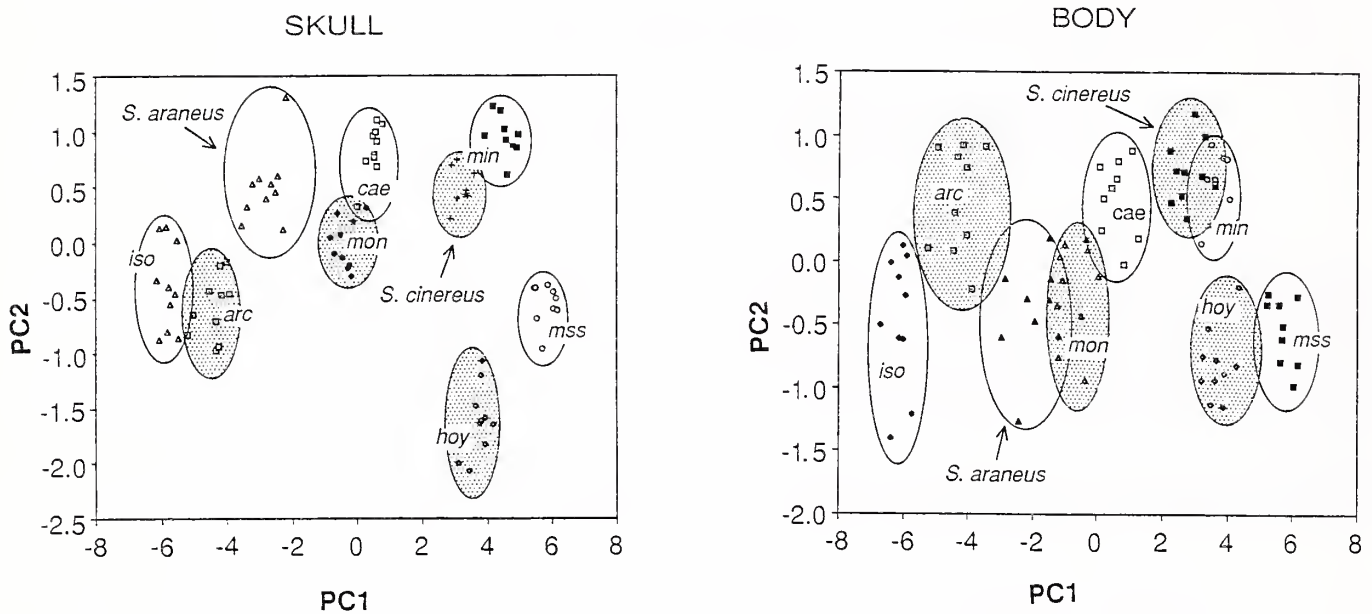 SKULL
1.5
1.0
0.5
0.0
-0.5
-1.0
-1.5
-2.0
-2.5
PC2
-8 -6 -4 -2 0 2 4 6 8
PC1
S. araneus
cae
min
mon
iso
arc
S. cinereus
mss
hoy
BODY
1.5
1.0
0.5
0.0
-0.5
-1.0
-1.5
-2.0
PC2
-8 -6 -4 -2 0 2 4 6 8
PC1
S. cinereus
arc
cae
min
hoy
mon
mss
iso
S. araneus